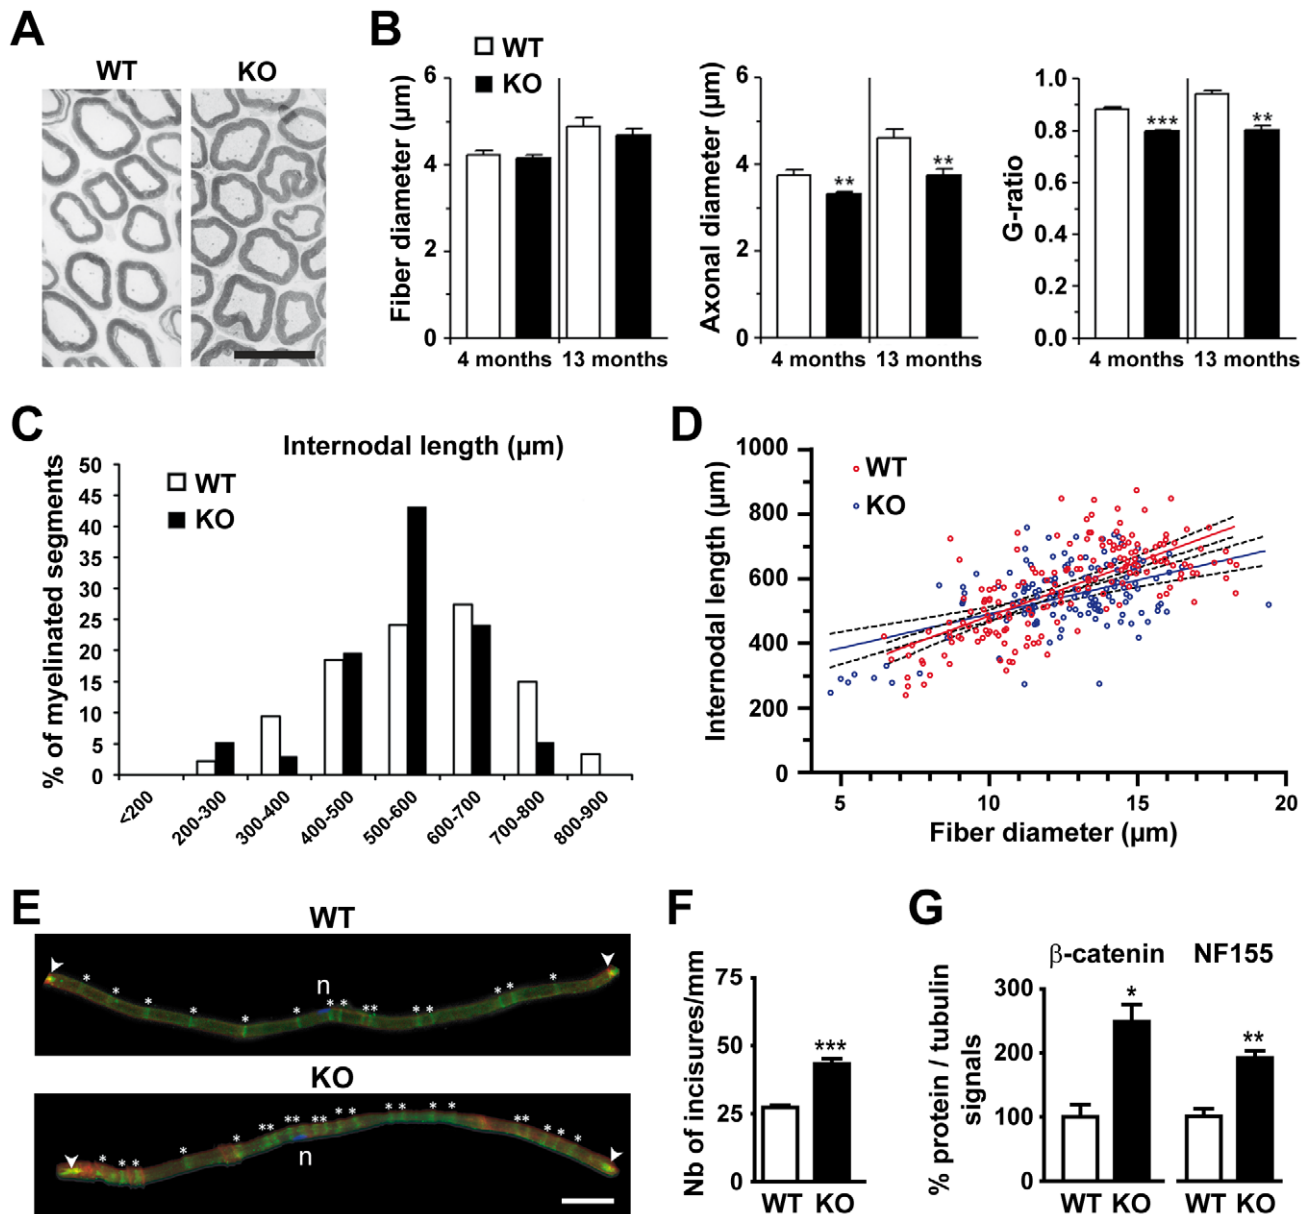 A
WT
KO
B
WT
KO
Fiber diameter (µm)
6
4
2
0
4 months
13 months
Axonal diameter (µm)
6
4
2
0
**
**
4 months
13 months
G-ratio
1.0
0.8
0.6
0.4
0.2
0.0
***
**
4 months
13 months
C
Internodal length (µm)
% of myelinated segments
WT
KO
50
45
40
35
30
25
20
15
10
5
0
<200
200-300
300-400
400-500
500-600
600-700
700-800
800-900
D
Internodal length (µm)
WT
KO
1000
800
600
400
200
0
5
10
15
20
Fiber diameter (µm)
E
WT
* * * * * * n ** ** ** ** *
KO
* ** * * ** ** ** ** ** * * ** * * *
n
F
Nb of incisures/mm
75
50
25
0
***
WT KO
G
β-catenin
NF155
% protein / tubulin
signals
300
200
100
0
*
**
WT KO
WT KO